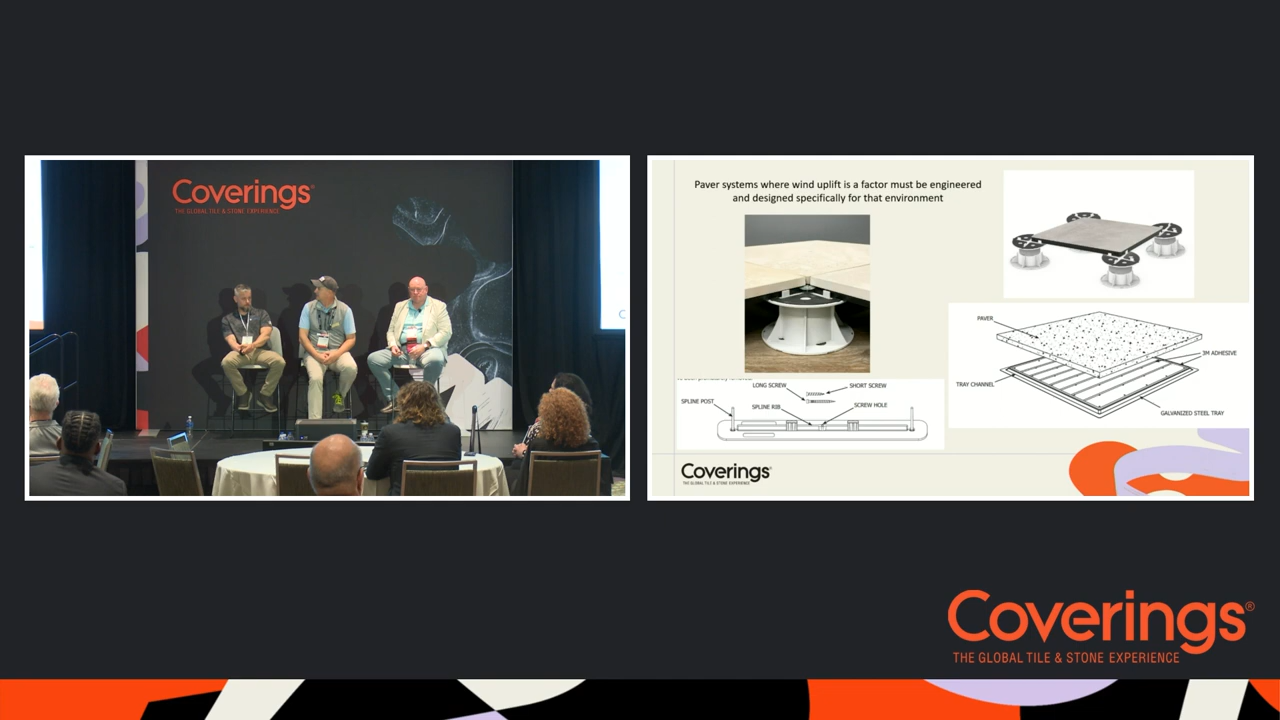 Coverings®
THE GLOBAL TILE & STONE EXPERIENCE
C
Paver systems where wind uplift is a factor must be engineered
and designed specifically for that environment
PAVER
3M ADHESIVE
TRAY CHANNEL
GALVANIZED STEEL TRAY
LONG SCREW
SHORT SCREW
SPLINE POST
SPLINE RIB
SCREW HOLE
Coverings®
THE GLOBAL TILE & STONE EXPERIENCE
Coverings®
THE GLOBAL TILE & STONE EXPERIENCE